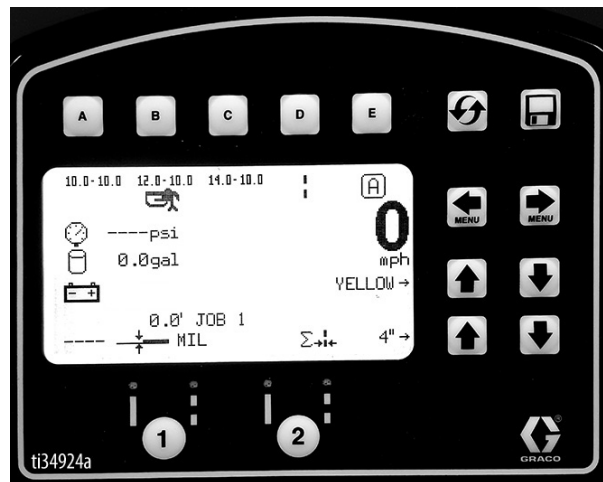 A B C D E
10.0-10.0 12.0-10.0 14.0-10.0
A
0
----psi
mph
0.0gal
YELLOW→
- +
0.0' JOB 1
---- MIL Σ 4"→
MENU MENU
1 2
GRACO
ti34924a